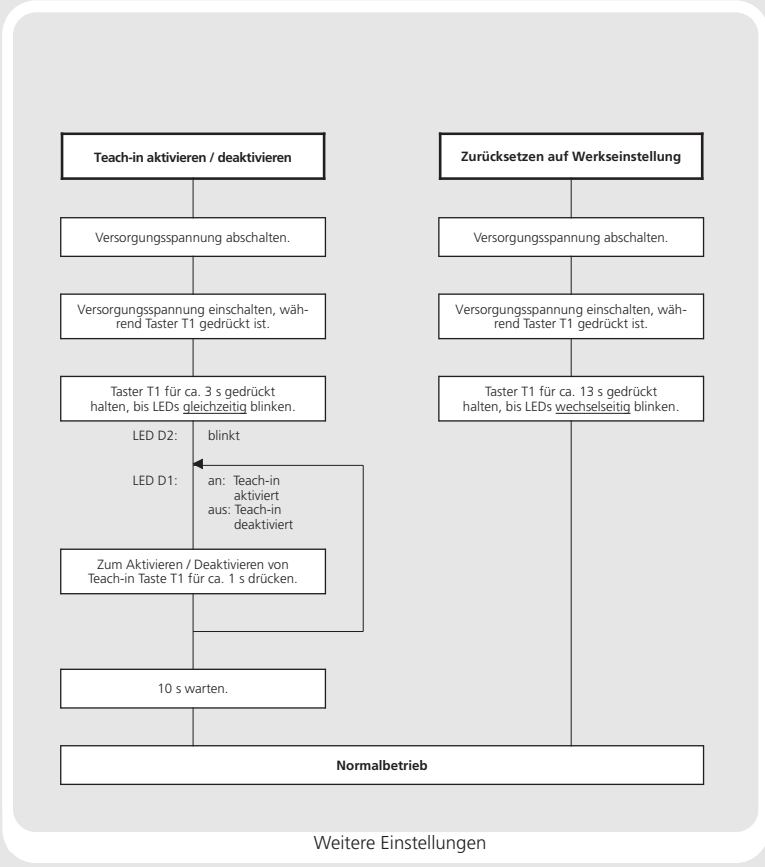 Teach-in aktivieren / deaktivieren
Versorgungsspannung abschalten.
Versorgungsspannung einschalten, wäh-
rend Taster T1 gedrückt ist.
Taster T1 für ca. 3 s gedrückt
halten, bis LEDs gleichzeitig blinken.
LED D2: blinkt
LED D1: an: Teach-in
aktiviert
aus: Teach-in
deaktiviert
Zum Aktivieren / Deaktivieren von
Teach-in Taste T1 für ca. 1 s drücken.
10 s warten.
Zurücksetzen auf Werkseinstellung
Versorgungsspannung abschalten.
Versorgungsspannung einschalten, wäh-
rend Taster T1 gedrückt ist.
Taster T1 für ca. 13 s gedrückt
halten, bis LEDs wechselseitig blinken.
Normalbetrieb
Weitere Einstellungen